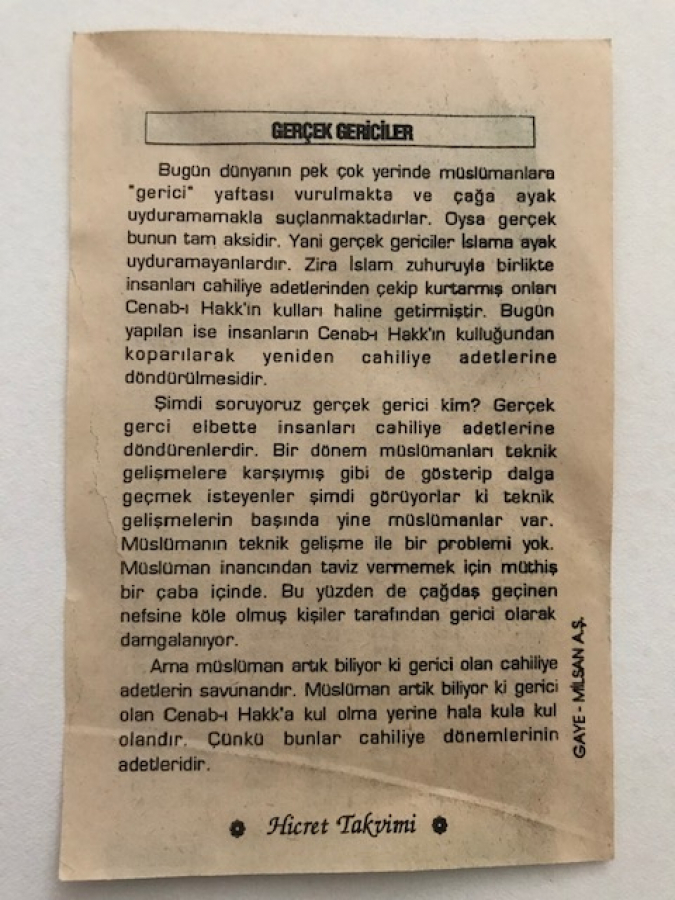 GERÇEK GERİCİLER
Bugün dünyanın pek çok yerinde müslümanlara
"gerici" yaftası vurulmakta ve çağa ayak
uyduramamakla suçlanmaktadırlar. Oysa gerçek
bunun tam aksidir. Yani gerçek gericiler İslama ayak
uyduramayanlardır. Zira İslam zuhuruyla birlikte
insanları cahiliye adetlerinden çekip kurtarmış onları
Cenab-ı Hakk'ın kulları haline getirmiştir. Bugün
yapılan ise insanların Cenab-ı Hakk'ın kulluğundan
koparılarak yeniden cahiliye adetlerine
döndürülmesidir.
Şimdi soruyoruz gerçek gerici kim? Gerçek
gerci elbette insanları cahiliye adetlerine
döndürenlerdir. Bir dönem müslümanları teknik
gelişmelere karşıymış gibi de gösterip dalga
geçmek isteyenler şimdi görüyorlar ki teknik
gelişmelerin başında yine müslümanlar var.
Müslümanın teknik gelişme ile bir problemi yok.
Müslüman inancından taviz vermemek için müthiş
bir çaba içinde. Bu yüzden de çağdaş geçinen
nefsine köle olmuş kişiler tarafından gerici olarak
damgalanıyor.
Ama müslüman artık biliyor ki gerici olan cahiliye
adetlerin savunandır. Müslüman artik biliyor ki gerici
olan Cenab-ı Hakk'a kul olma yerine hala kula kul
olandır. Çünkü bunlar cahiliye dönemlerinin
adetleridir.
GAYE - MİLSAN A.Ş.
Hicret Takvimi